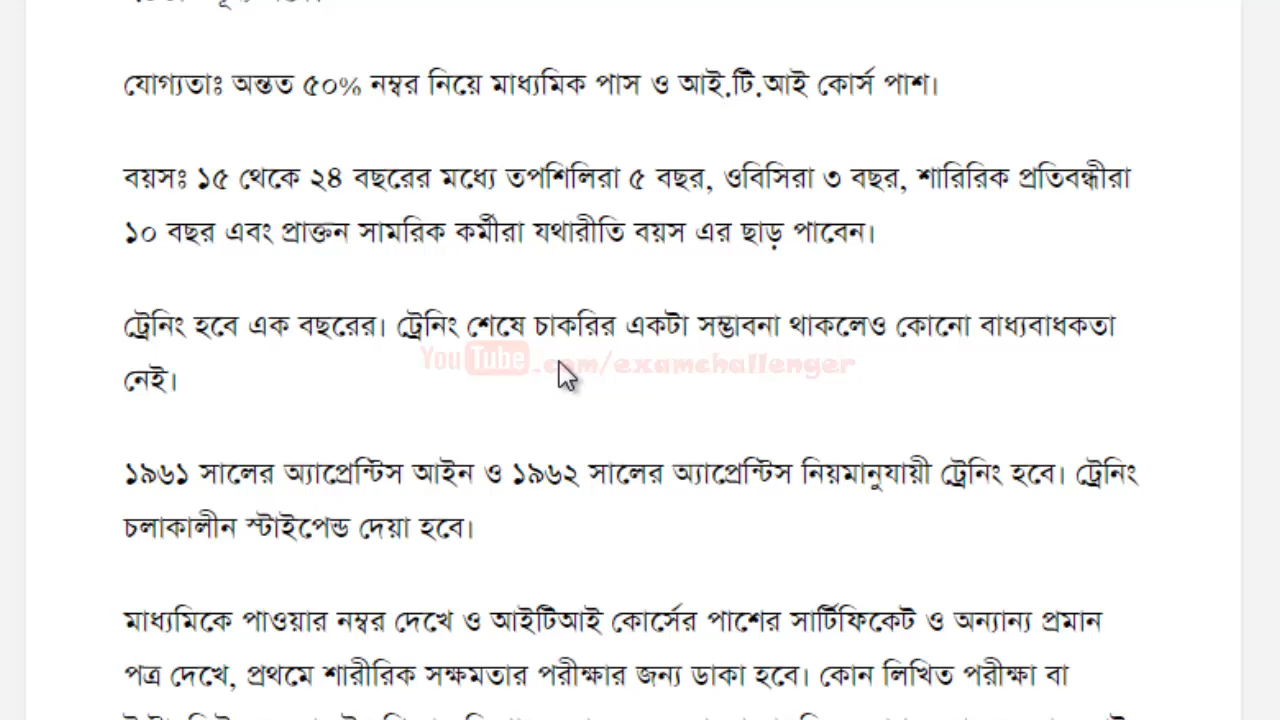 যোগ্যতাঃ অন্তত ৫০% নম্বর নিয়ে মাধ্যমিক পাস ও আই.টি.আই কোর্স পাশ।
বয়সঃ ১৫ থেকে ২৪ বছরের মধ্যে তপশিলিরা ৫ বছর, ওবিসিরা ৩ বছর, শারিরিক প্রতিবন্ধীরা
১০ বছর এবং প্রাক্তন সামরিক কর্মীরা যথারীতি বয়স এর ছাড় পাবেন।
ট্রেনিং হবে এক বছরের। ট্রেনিং শেষে চাকরির একটা সম্ভাবনা থাকলেও কোনো বাধ্যবাধকতা
YouTube.com/examchallenger
নেই।
১৯৬১ সালের অ্যাপ্রেন্টিস আইন ও ১৯৬২ সালের অ্যাপ্রেন্টিস নিয়মানুযায়ী ট্রেনিং হবে। ট্রেনিং
চলাকালীন স্টাইপেন্ড দেয়া হবে।
মাধ্যমিকে পাওয়ার নম্বর দেখে ও আইটিআই কোর্সের পাশের সার্টিফিকেট ও অন্যান্য প্রমান
পত্র দেখে, প্রথমে শারীরিক সক্ষমতার পরীক্ষার জন্য ডাকা হবে। কোন লিখিত পরীক্ষা বা